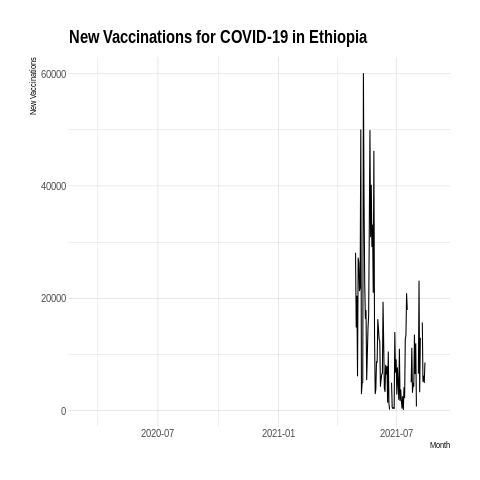 New Vaccinations for COVID-19 in Ethiopia
New Vaccinations
60000
40000
20000
0
2020-07
2021-01
2021-07
Month